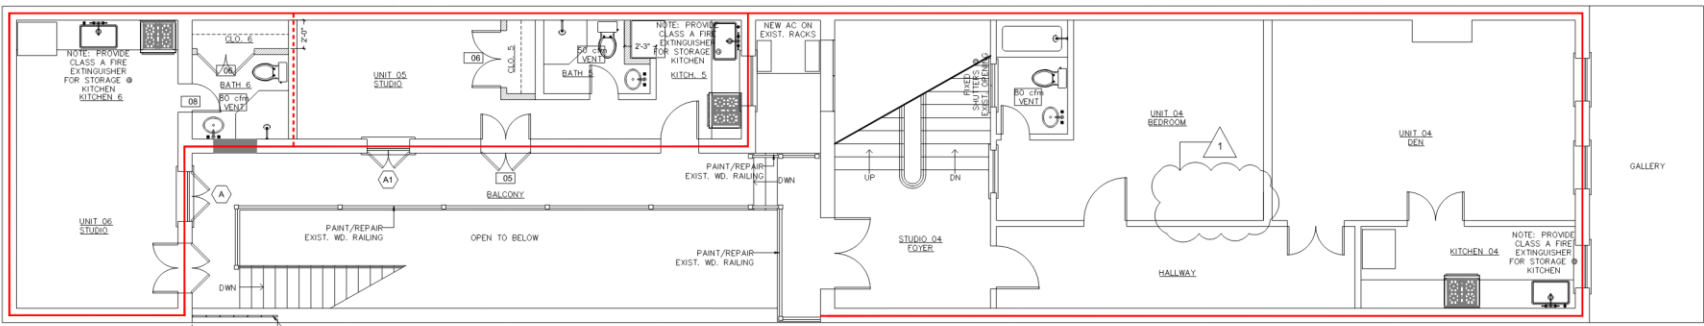 NOTE: PROVIDE
CLASS A FIRE
EXTINGUISHER
FOR STORAGE @
KITCHEN
KITCHEN 6
CLO. 6
06
BATH 6
80 cfm
VENT
08
2'-0"
UNIT 05
STUDIO
06
CLO. 5
50 cfm
VENT
BATH 5
2'-3"
NOTE: PROVIDE
CLASS A FIRE
EXTINGUISHER
FOR STORAGE @
KITCHEN
KITCH. 5
NEW AC ON
EXIST. RACKS
FIXED
SHUTTERS @
EXIST. OPEN'G
80 cfm
VENT
UNIT 04
BEDROOM
1
UNIT 04
DEN
GALLERY
A
A1
05
BALCONY
PAINT/REPAIR
EXIST. WD. RAILING
DWN
UP
DN
UNIT 06
STUDIO
PAINT/REPAIR
EXIST. WD. RAILING
OPEN TO BELOW
PAINT/REPAIR
EXIST. WD. RAILING
DWN
STUDIO 04
FOYER
HALLWAY
KITCHEN 04
NOTE: PROVIDE
CLASS A FIRE
EXTINGUISHER
FOR STORAGE @
KITCHEN